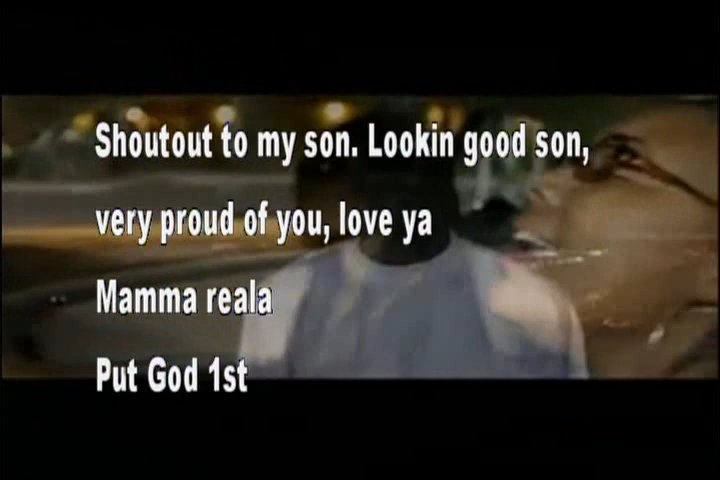 Shoutout to my son. Lookin good son,
very proud of you, love ya
Mamma reala
Put God 1st